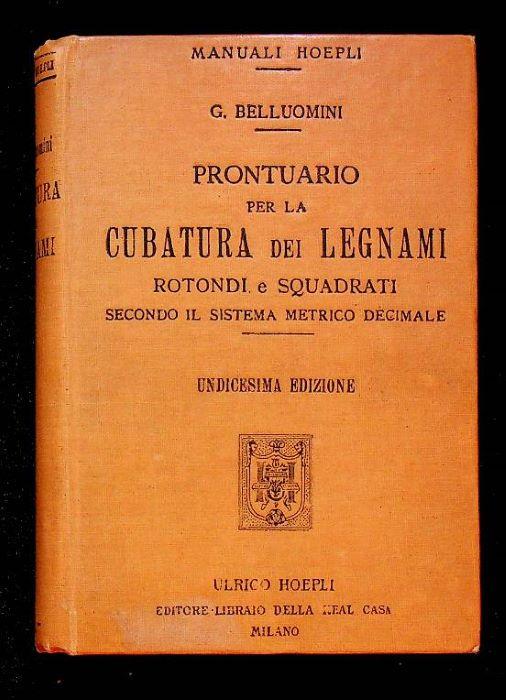 MANUALI HOEPLI
G. BELLUOMINI
PRONTUARIO
PER LA
CUBATURA DEI LEGNAMI
ROTONDI e SQUADRATI
SECONDO IL SISTEMA METRICO DECIMALE
UNDICESIMA EDIZIONE
ULRICO HOEPLI
EDITORE-LIBRAIO DELLA REAL CASA
MILANO